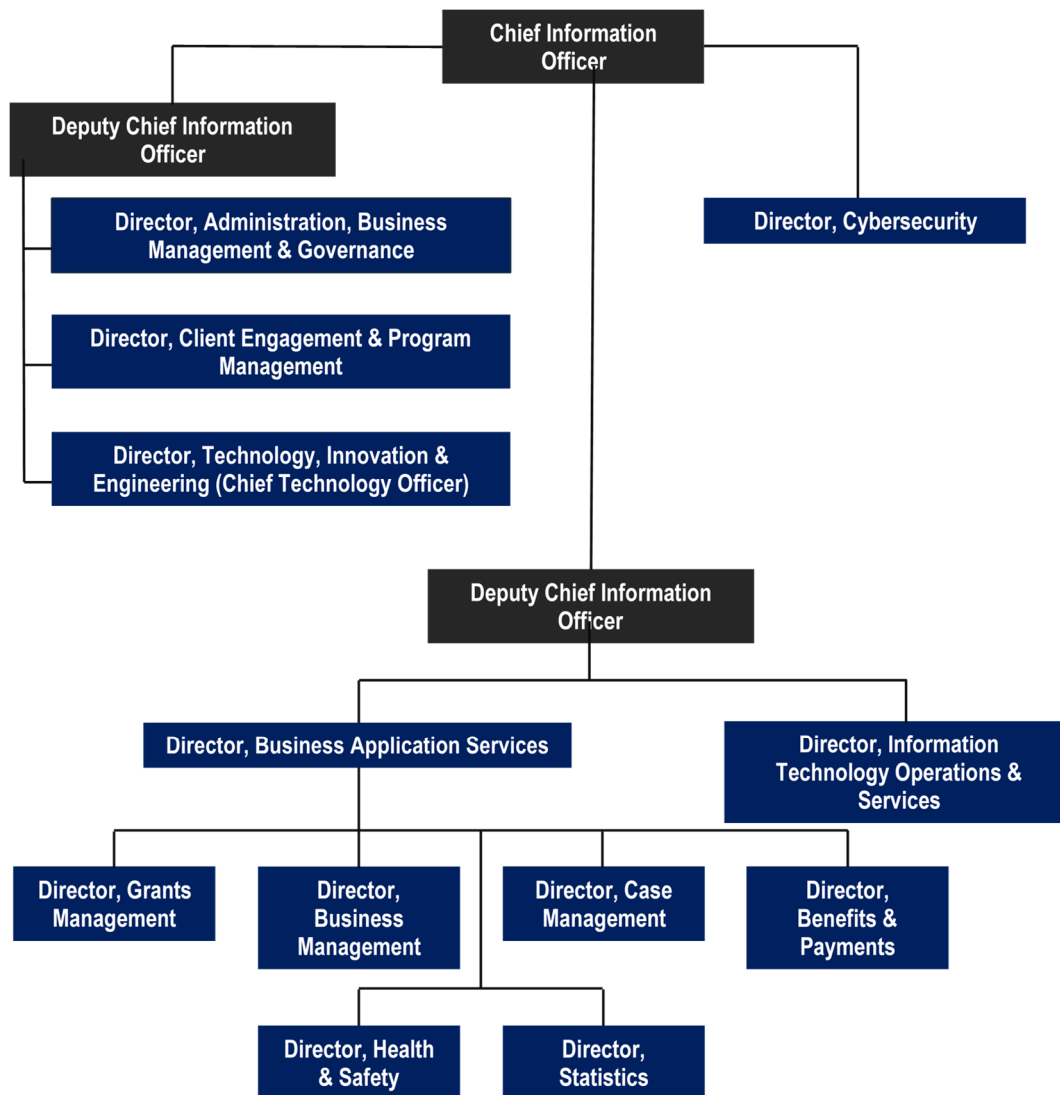 Chief Information
Officer
Deputy Chief Information
Officer
Director, Administration, Business
Management & Governance
Director, Cybersecurity
Director, Client Engagement & Program
Management
Director, Technology, Innovation &
Engineering (Chief Technology Officer)
Deputy Chief Information
Officer
Director, Business Application Services
Director, Information
Technology Operations &
Services
Director, Grants
Management
Director,
Business
Management
Director, Case
Management
Director,
Benefits &
Payments
Director, Health
& Safety
Director,
Statistics